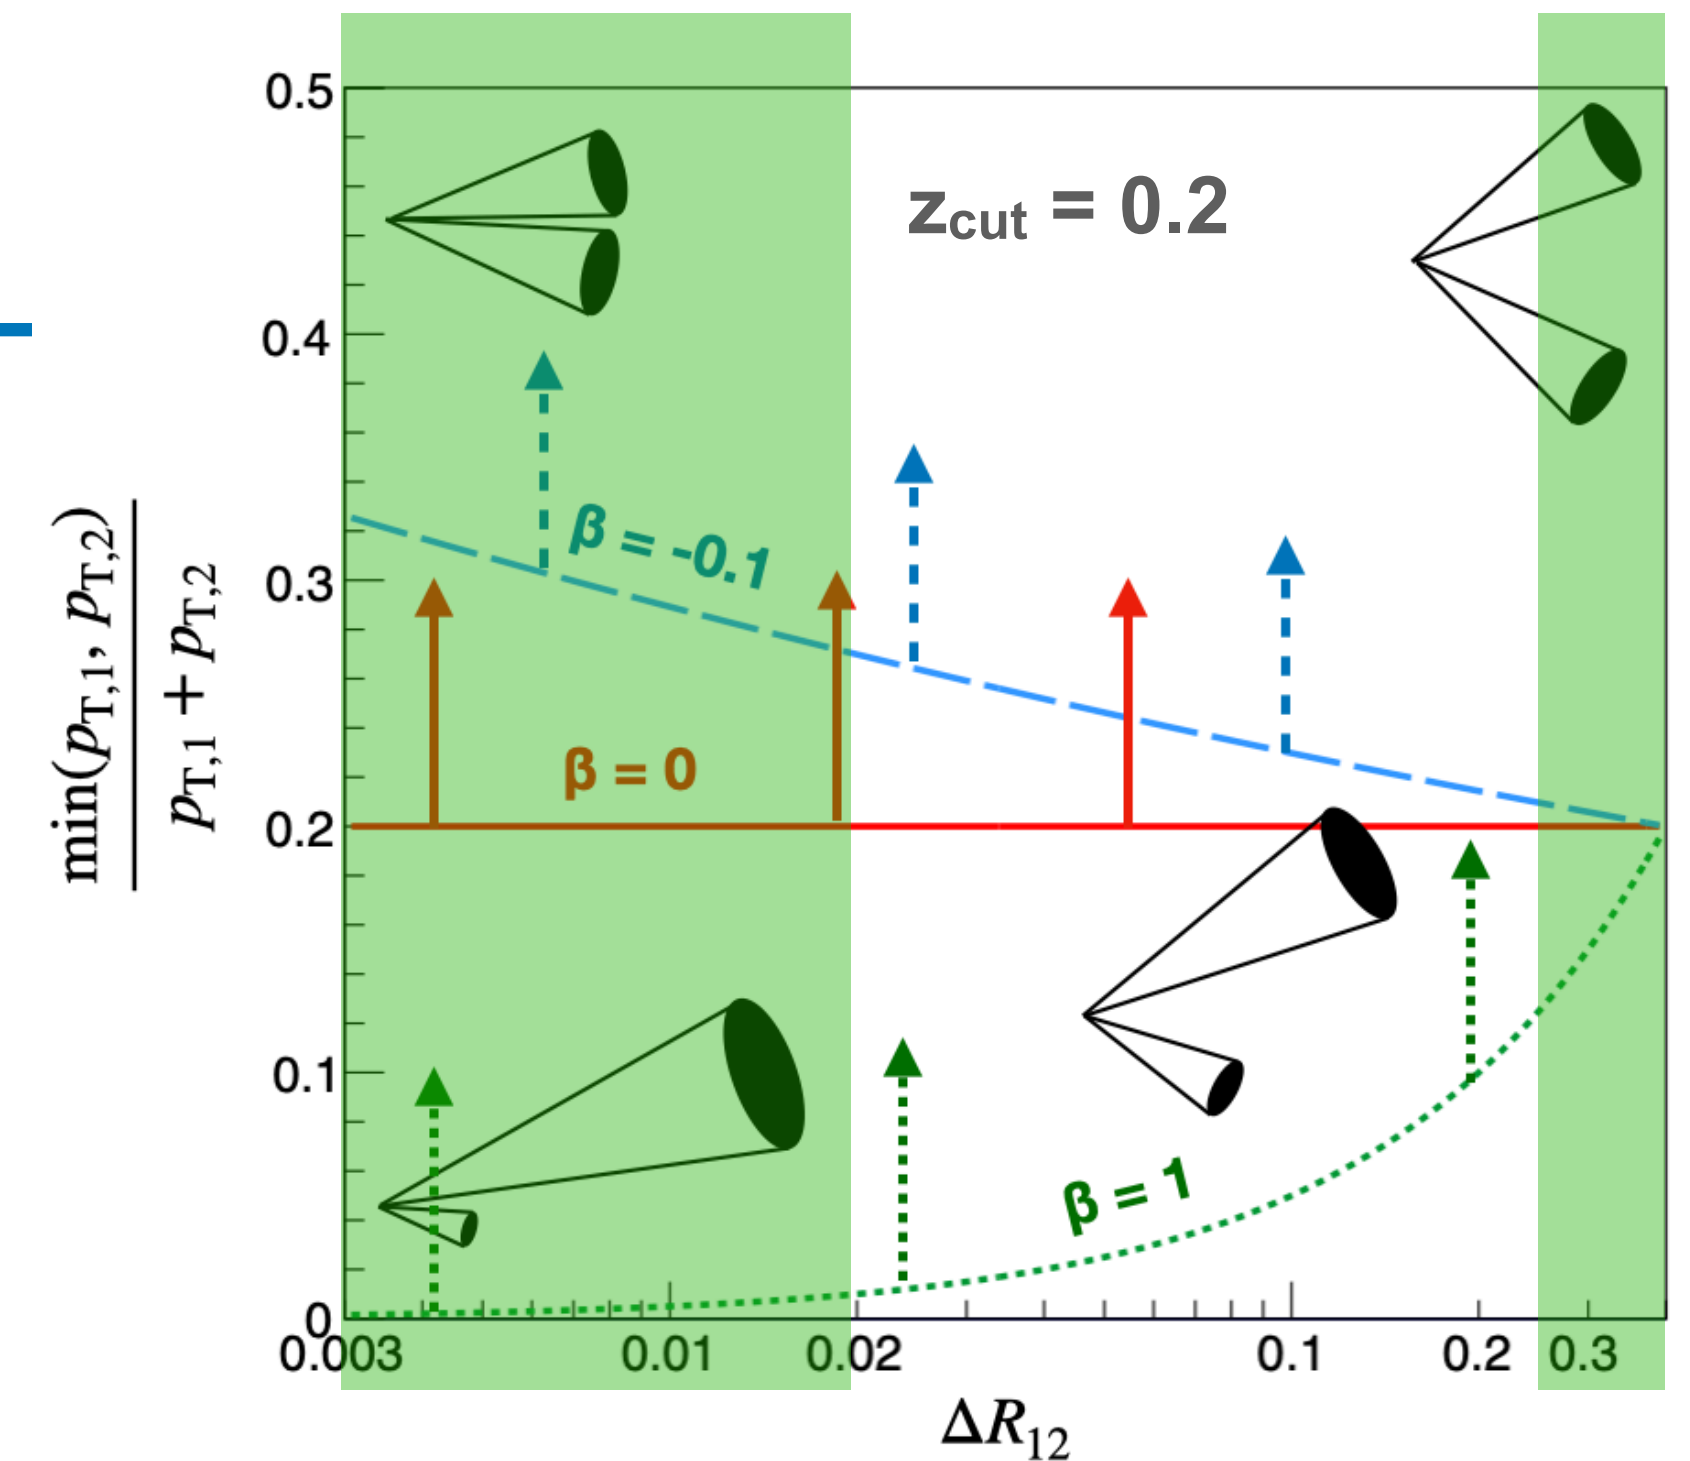 0.5
z_cut = 0.2
0.4
β = -0.1
0.3
min(p_T,1, p_T,2)
p_T,1 + p_T,2
β = 0
0.2
0.1
β = 1
0
0.003 0.01 0.02 0.1 0.2 0.3
ΔR_12